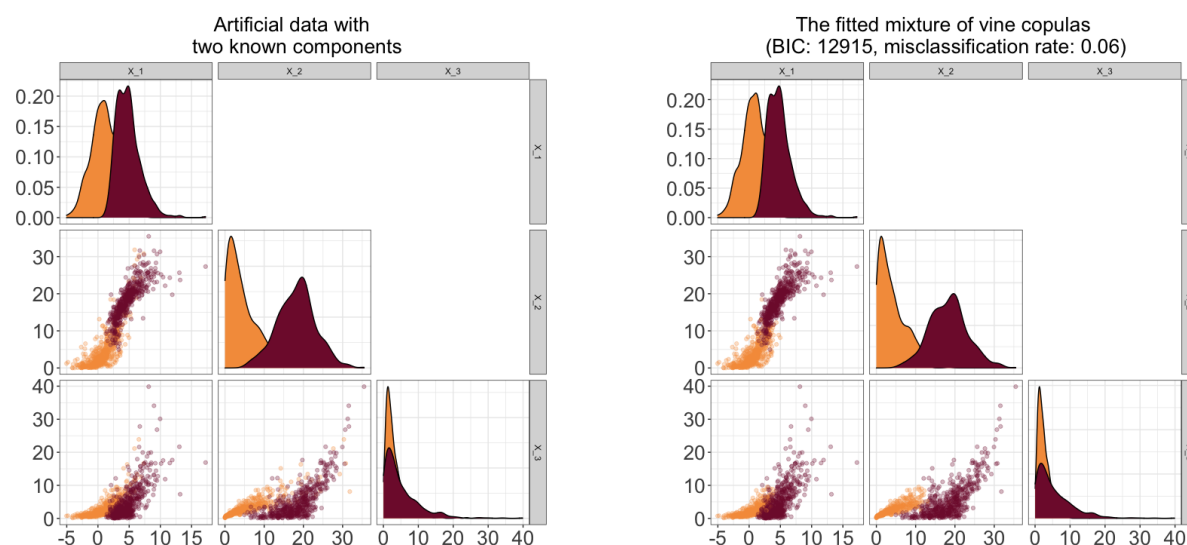 Artificial data with
two known components
X_1
X_2
X_3
0.20
0.15
0.10
0.05
0.00
X_1
30
20
10
0
X_2
40
30
20
10
0
X_3
-5 0 5 10 15
0 10 20 30
0 10 20 30 40
The fitted mixture of vine copulas
(BIC: 12915, misclassification rate: 0.06)
X_1
X_2
X_3
0.20
0.15
0.10
0.05
0.00
30
20
10
0
40
30
20
10
0
-5 0 5 10 15
0 10 20 30
0 10 20 30 40